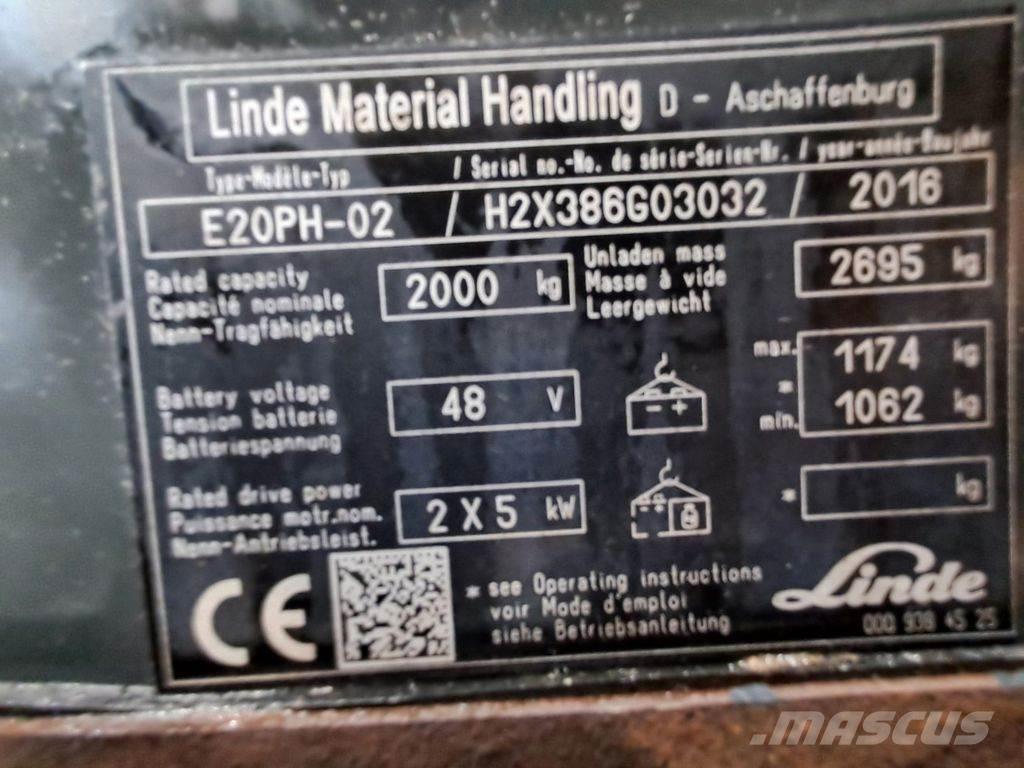 Linde Material Handling D - Aschaffenburg
Type-Modèle-Typ / Serial no.-No. de série-Serien-Nr. / year-année-Baujahr
E20PH-02 / H2X386G03032 / 2016
Rated capacity
Capacité nominale
Nenn-Tragfähigkeit
2000 kg
Unladen mass
Masse à vide
Leergewicht
2695 kg
Battery voltage
Tension batterie
Batteriespannung
48 V
- +
max. 1174 kg
*
min. 1062 kg
Rated drive power
Puissance motr.nom.
Nenn-Antriebsleist.
2 X 5 kW
* kg
CE
* see Operating instructions
voir Mode d'emploi
siehe Betriebsanleitung
Linde
000 938 45 25
MASCUS